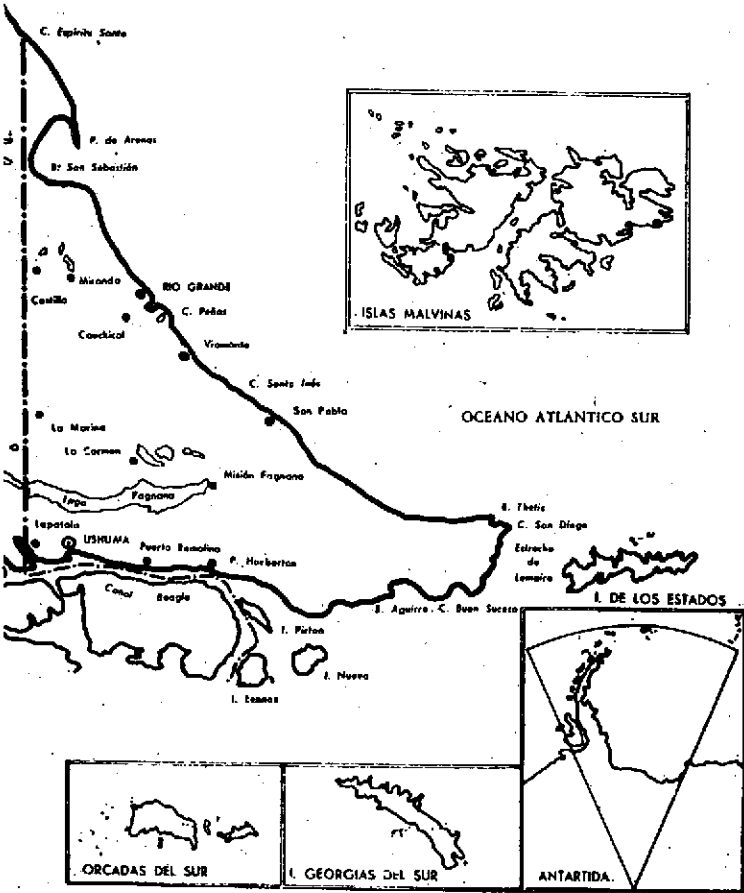 C. Espíritu Santo
P. de Arenas
Bª San Sebastián
Miranda
RIO GRANDE
Castillo
C. Peñas
Cauchicol
Viamonte
ISLAS MALVINAS
C. Santa Inés
San Pablo
OCEANO ATLANTICO SUR
La Marina
La Carmen
Misión Fagnano
Lago Fagnano
B. Thetis
C. San Diego
Lapataia
USHUAIA
Puerto Remolino
P. Harberton
Estrecho
de
Lemaire
Canal Beagle
I. DE LOS ESTADOS
B. Aguirre
C. Buen Suceso
I. Picton
I. Nueva
I. Lennox
ORCADAS DEL SUR
I. GEORGIAS DEL SUR
ANTARTIDA